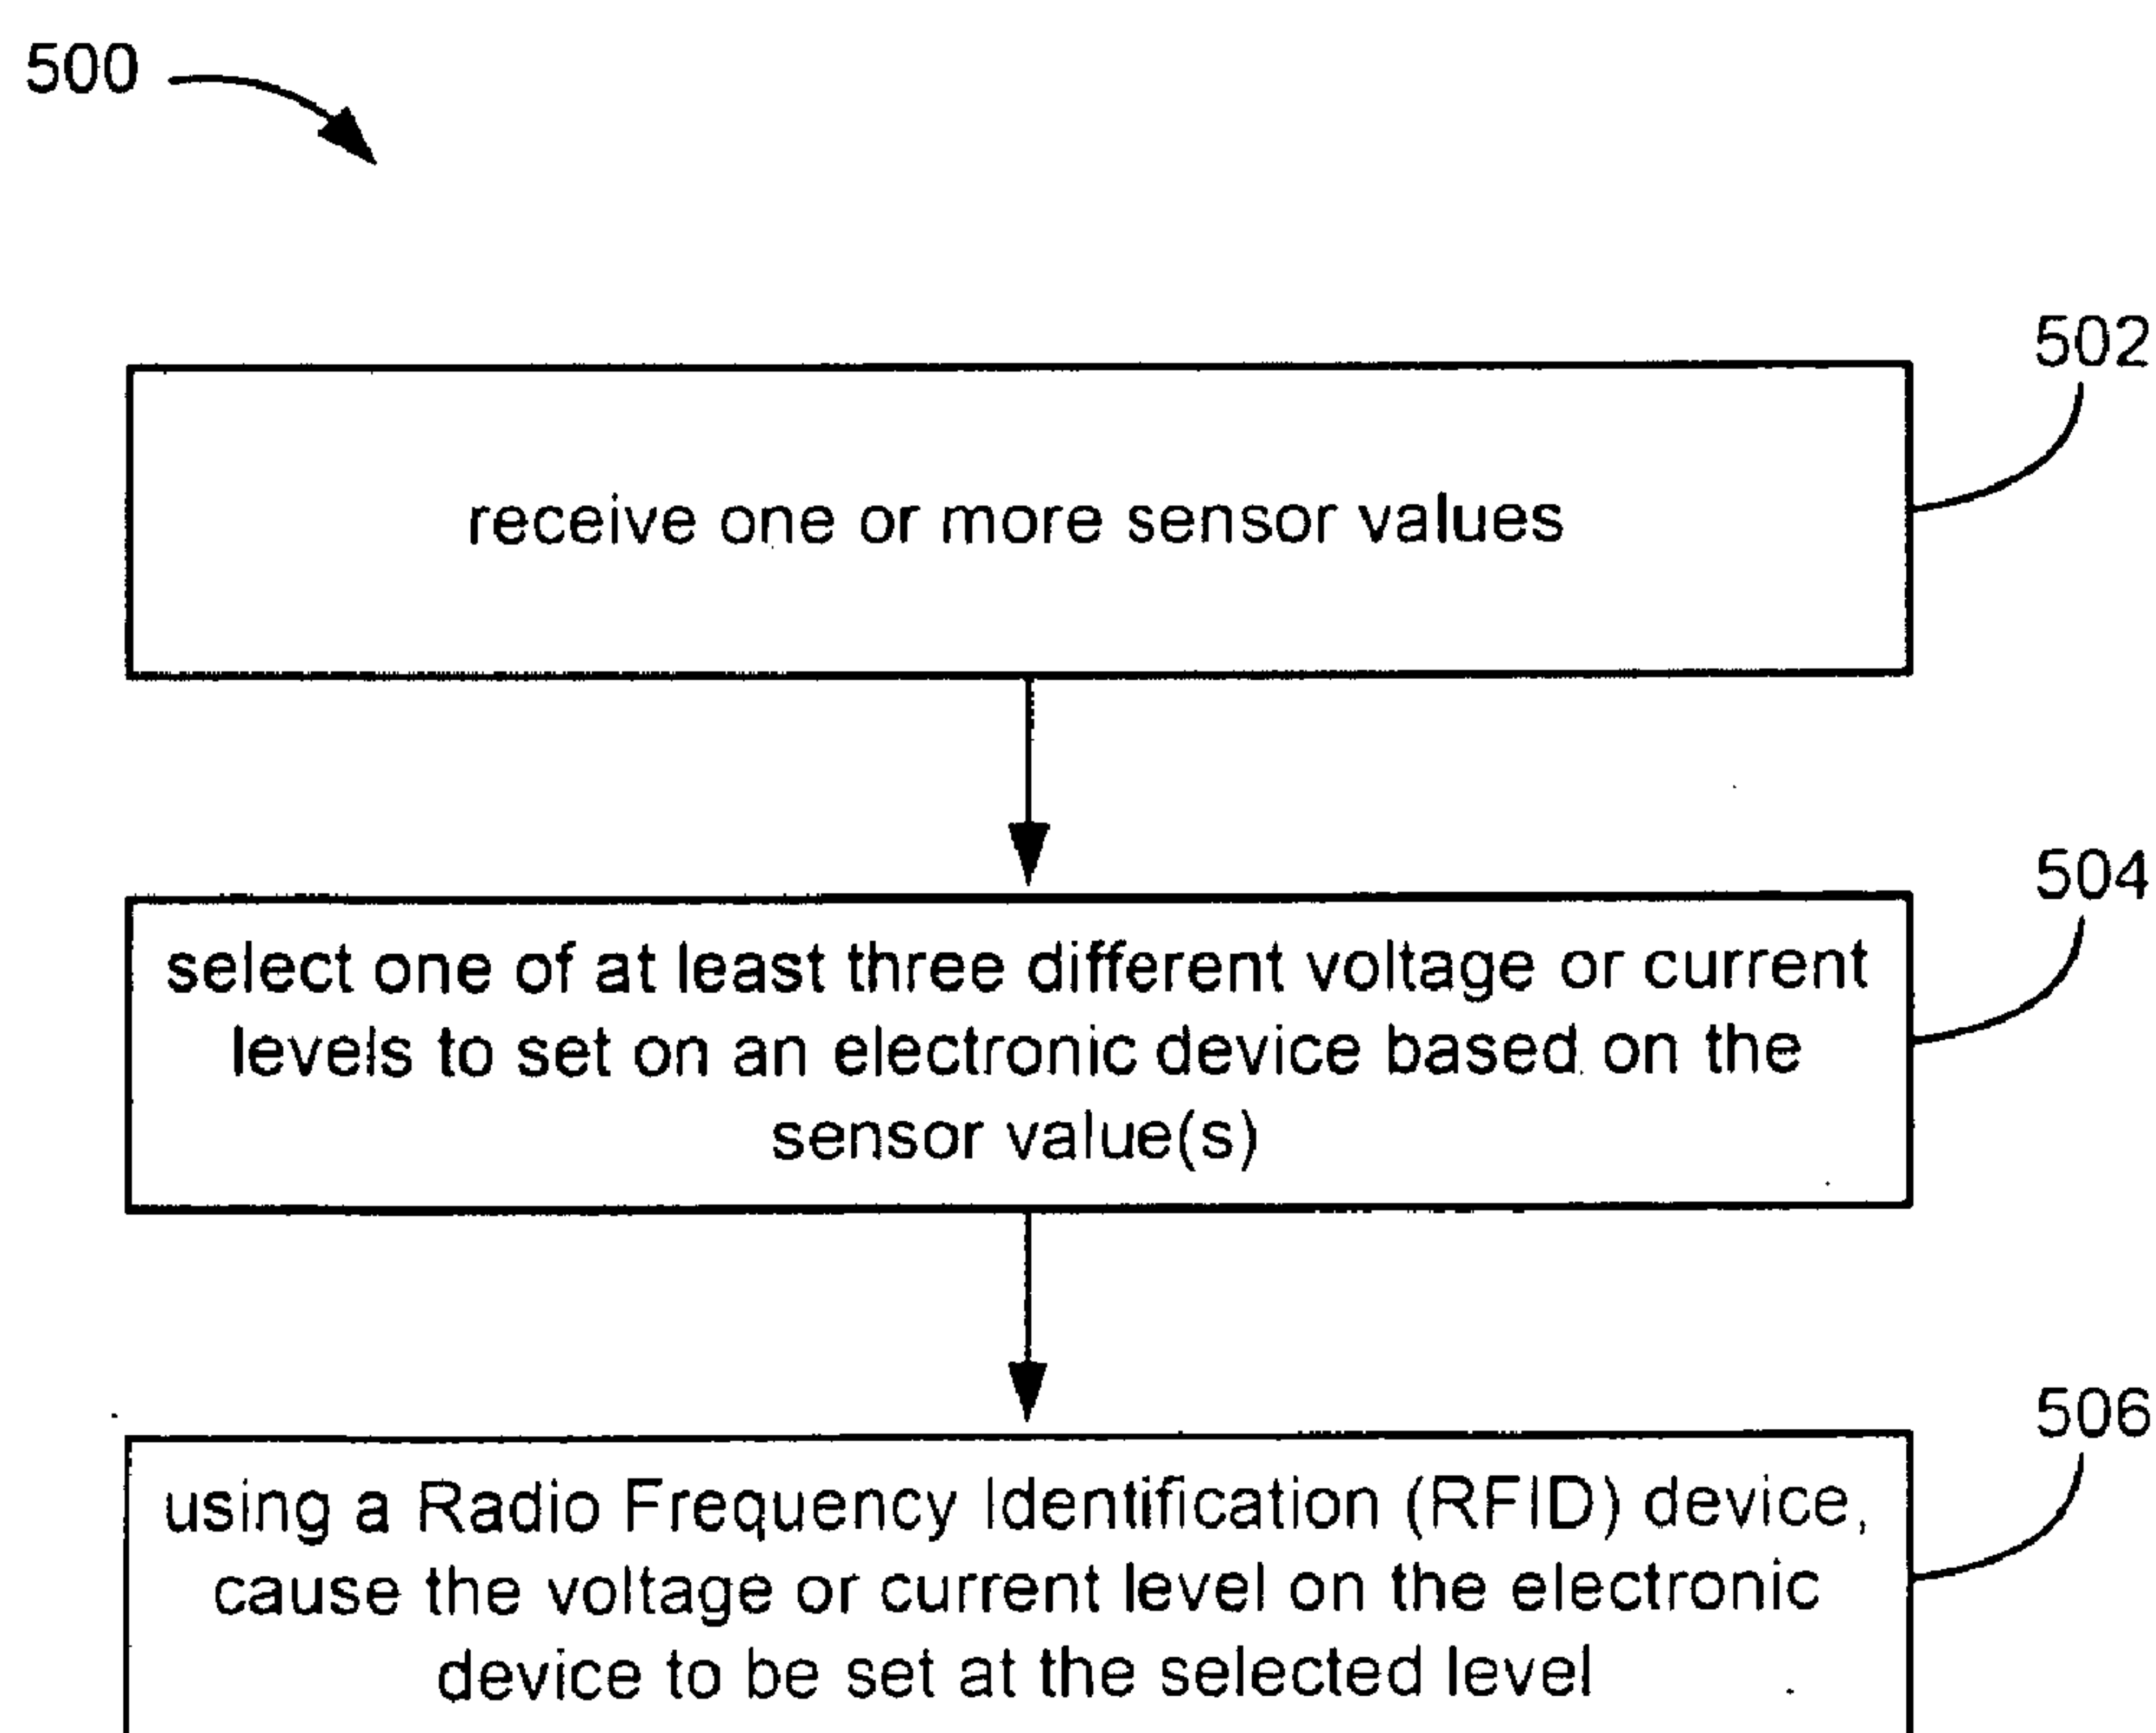 500
502
receive one or more sensor values
504
select one of at least three different voltage or current
levels to set on an electronic device based on the
sensor value(s)
506
using a Radio Frequency Identification (RFID) device,
cause the voltage or current level on the electronic
device to be set at the selected level